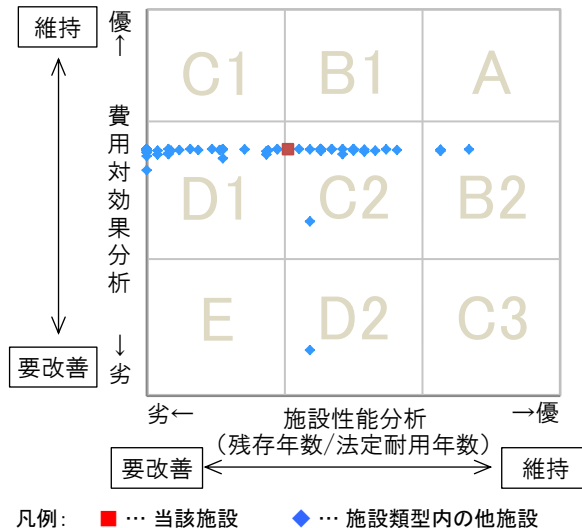 維持
優
↑
C1 B1 A
費用対効果分析
D1 C2 B2
E D2 C3
↓
劣
要改善
劣← 施設性能分析 →優
(残存年数/法定耐用年数)
要改善 維持
凡例: ■ … 当該施設 ◆ … 施設類型内の他施設